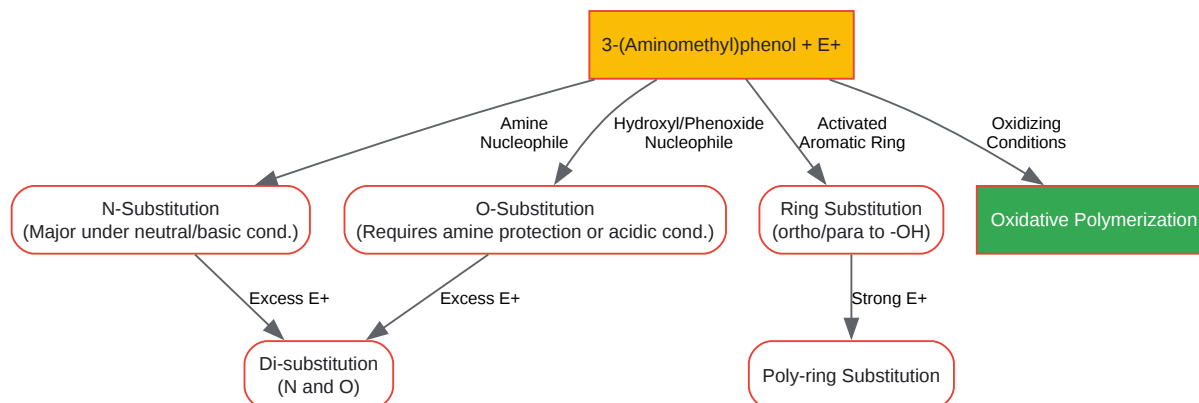 3-(Aminomethyl)phenol + E+
Amine
Nucleophile
Hydroxyl/Phenoxide
Nucleophile
Activated
Aromatic Ring
Oxidizing
Conditions
N-Substitution
(Major under neutral/basic cond.)
O-Substitution
(Requires amine protection or acidic cond.)
Ring Substitution
(ortho/para to -OH)
Oxidative Polymerization
Excess E+
Excess E+
Strong E+
Di-substitution
(N and O)
Poly-ring Substitution